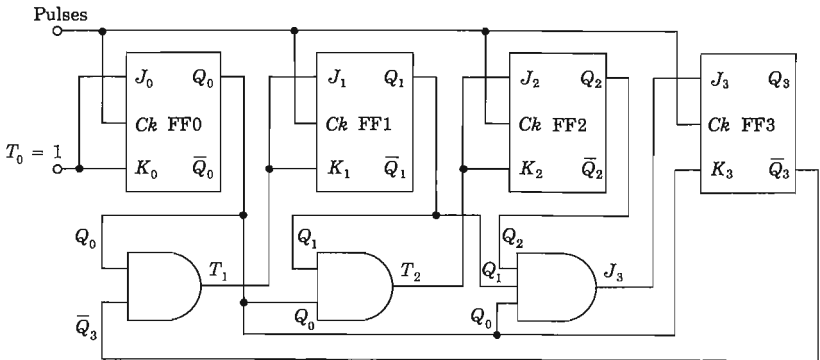 Pulses
J₀ Q₀ J₁ Q₁ J₂ Q₂ J₃ Q₃
Ck FF0 Ck FF1 Ck FF2 Ck FF3
T₀ = 1
K₀ Q̅₀ K₁ Q̅₁ K₂ Q̅₂ K₃ Q̅₃
Q₀ Q₁ Q₂
T₁ T₂ Q₁ J₃
Q̅₃ Q₀ Q₀